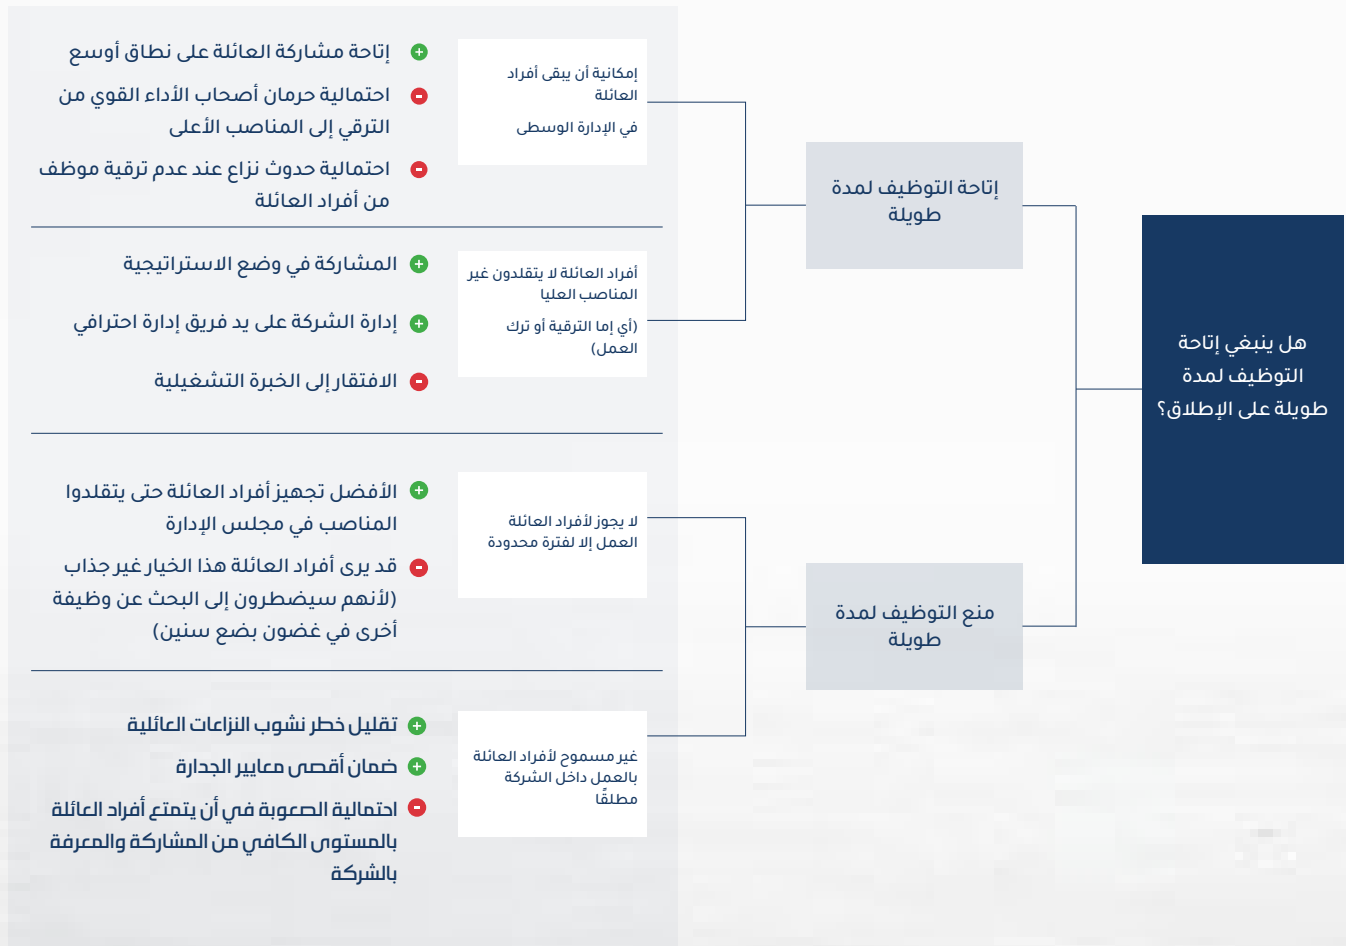 هل ينبغي إتاحة
التوظيف لمدة
طويلة على الإطلاق؟
إتاحة التوظيف لمدة
طويلة
إمكانية أن يبقى أفراد
العائلة
في الإدارة الوسطى
إتاحة مشاركة العائلة على نطاق أوسع
احتمالية حرمان أصحاب الأداء القوي من
الترقي إلى المناصب الأعلى
احتمالية حدوث نزاع عند عدم ترقية موظف
من أفراد العائلة
أفراد العائلة لا يتقلدون غير
المناصب العليا
(أي إما الترقية أو ترك
العمل)
المشاركة في وضع الاستراتيجية
إدارة الشركة على يد فريق إدارة احترافي
الافتقار إلى الخبرة التشغيلية
منع التوظيف لمدة
طويلة
لا يجوز لأفراد العائلة
العمل إلا لفترة محدودة
الأفضل تجهيز أفراد العائلة حتى يتقلدوا
المناصب في مجلس الإدارة
قد يرى أفراد العائلة هذا الخيار غير جذاب
(لأنهم سيضطرون إلى البحث عن وظيفة
أخرى في غضون بضع سنين)
غير مسموح لأفراد العائلة
بالعمل داخل الشركة
مطلقًا
تقليل خطر نشوب النزاعات العائلية
ضمان أقصى معايير الجدارة
احتمالية الصعوبة في أن يتمتع أفراد العائلة
بالمستوى الكافي من المشاركة والمعرفة
بالشركة